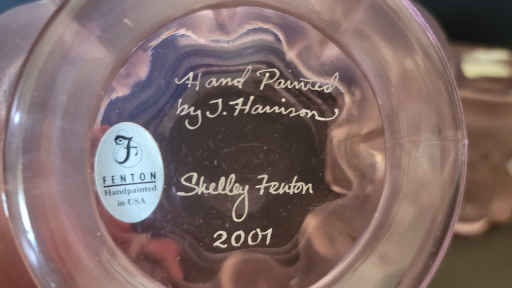 Hand Painted
by J. Harrison
F
FENTON
Handpainted
in USA
Shelley Fenton
2001